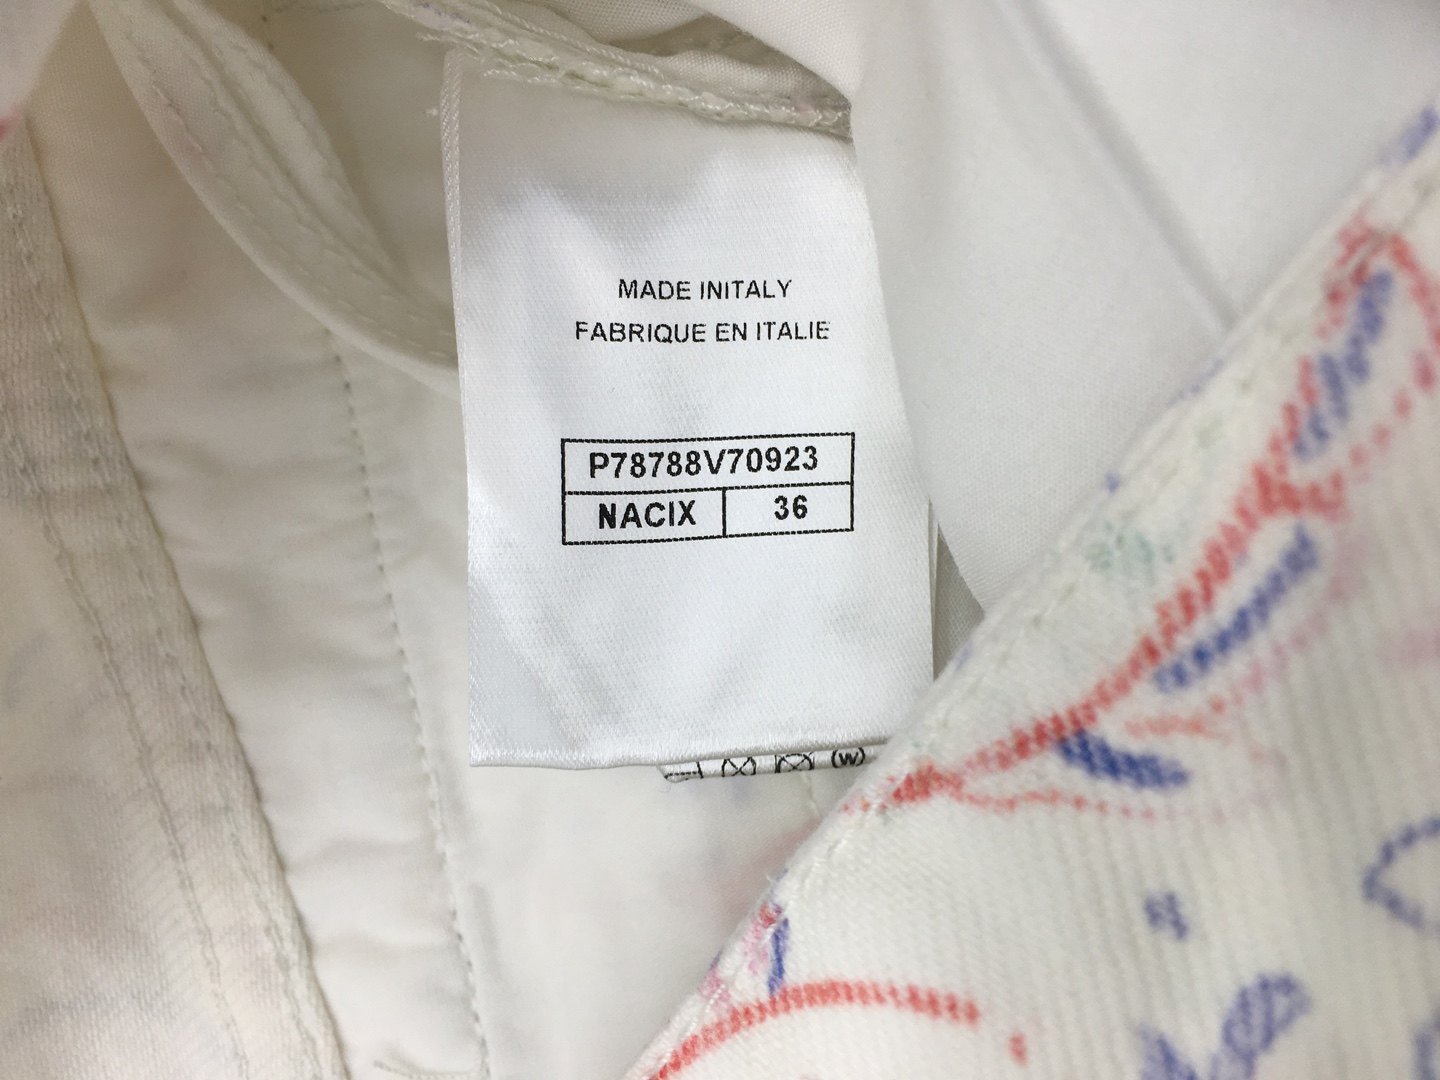 MADE INITALY
FABRIQUE EN ITALIE
P78788V70923
NACIX 36
(W)